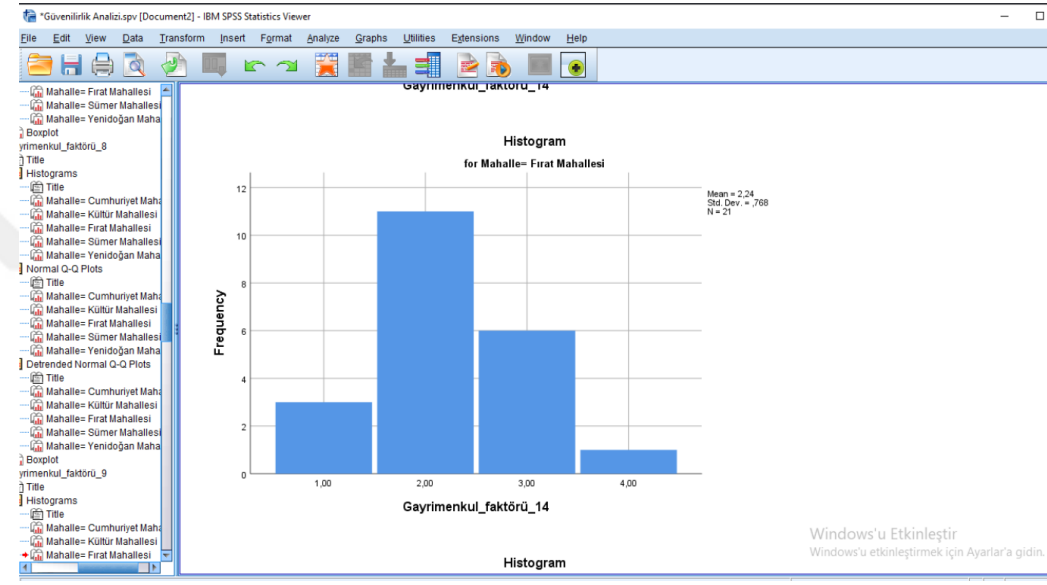 *Güvenilirlik Analizi.spv [Document2] - IBM SPSS Statistics Viewer
File Edit View Data Transform Insert Format Analyze Graphs Utilities Extensions Window Help
Mahalle= Fırat Mahallesi
Mahalle= Sümer Mahallesi
Mahalle= Yenidoğan Maha
Boxplot
yrimenkul_faktörü_8
Title
Histograms
Title
Mahalle= Cumhuriyet Maha
Mahalle= Kültür Mahallesi
Mahalle= Fırat Mahallesi
Mahalle= Sümer Mahallesi
Mahalle= Yenidoğan Maha
Normal Q-Q Plots
Title
Mahalle= Cumhuriyet Maha
Mahalle= Kültür Mahallesi
Mahalle= Fırat Mahallesi
Mahalle= Sümer Mahallesi
Mahalle= Yenidoğan Maha
Detrended Normal Q-Q Plots
Title
Mahalle= Cumhuriyet Maha
Mahalle= Kültür Mahallesi
Mahalle= Fırat Mahallesi
Mahalle= Sümer Mahallesi
Mahalle= Yenidoğan Maha
Boxplot
yrimenkul_faktörü_9
Title
Histograms
Title
Mahalle= Cumhuriyet Maha
Mahalle= Kültür Mahallesi
Mahalle= Fırat Mahallesi
Gayrimenkul_faktörü_14
Histogram
for Mahalle= Fırat Mahallesi
Mean = 2,24
Std. Dev. = ,768
N = 21
Frequency
12
10
8
6
4
2
0
1,00 2,00 3,00 4,00
Gayrimenkul_faktörü_14
Histogram
Windows'u Etkinleştir
Windows'u etkinleştirmek için Ayarlar'a gidin.